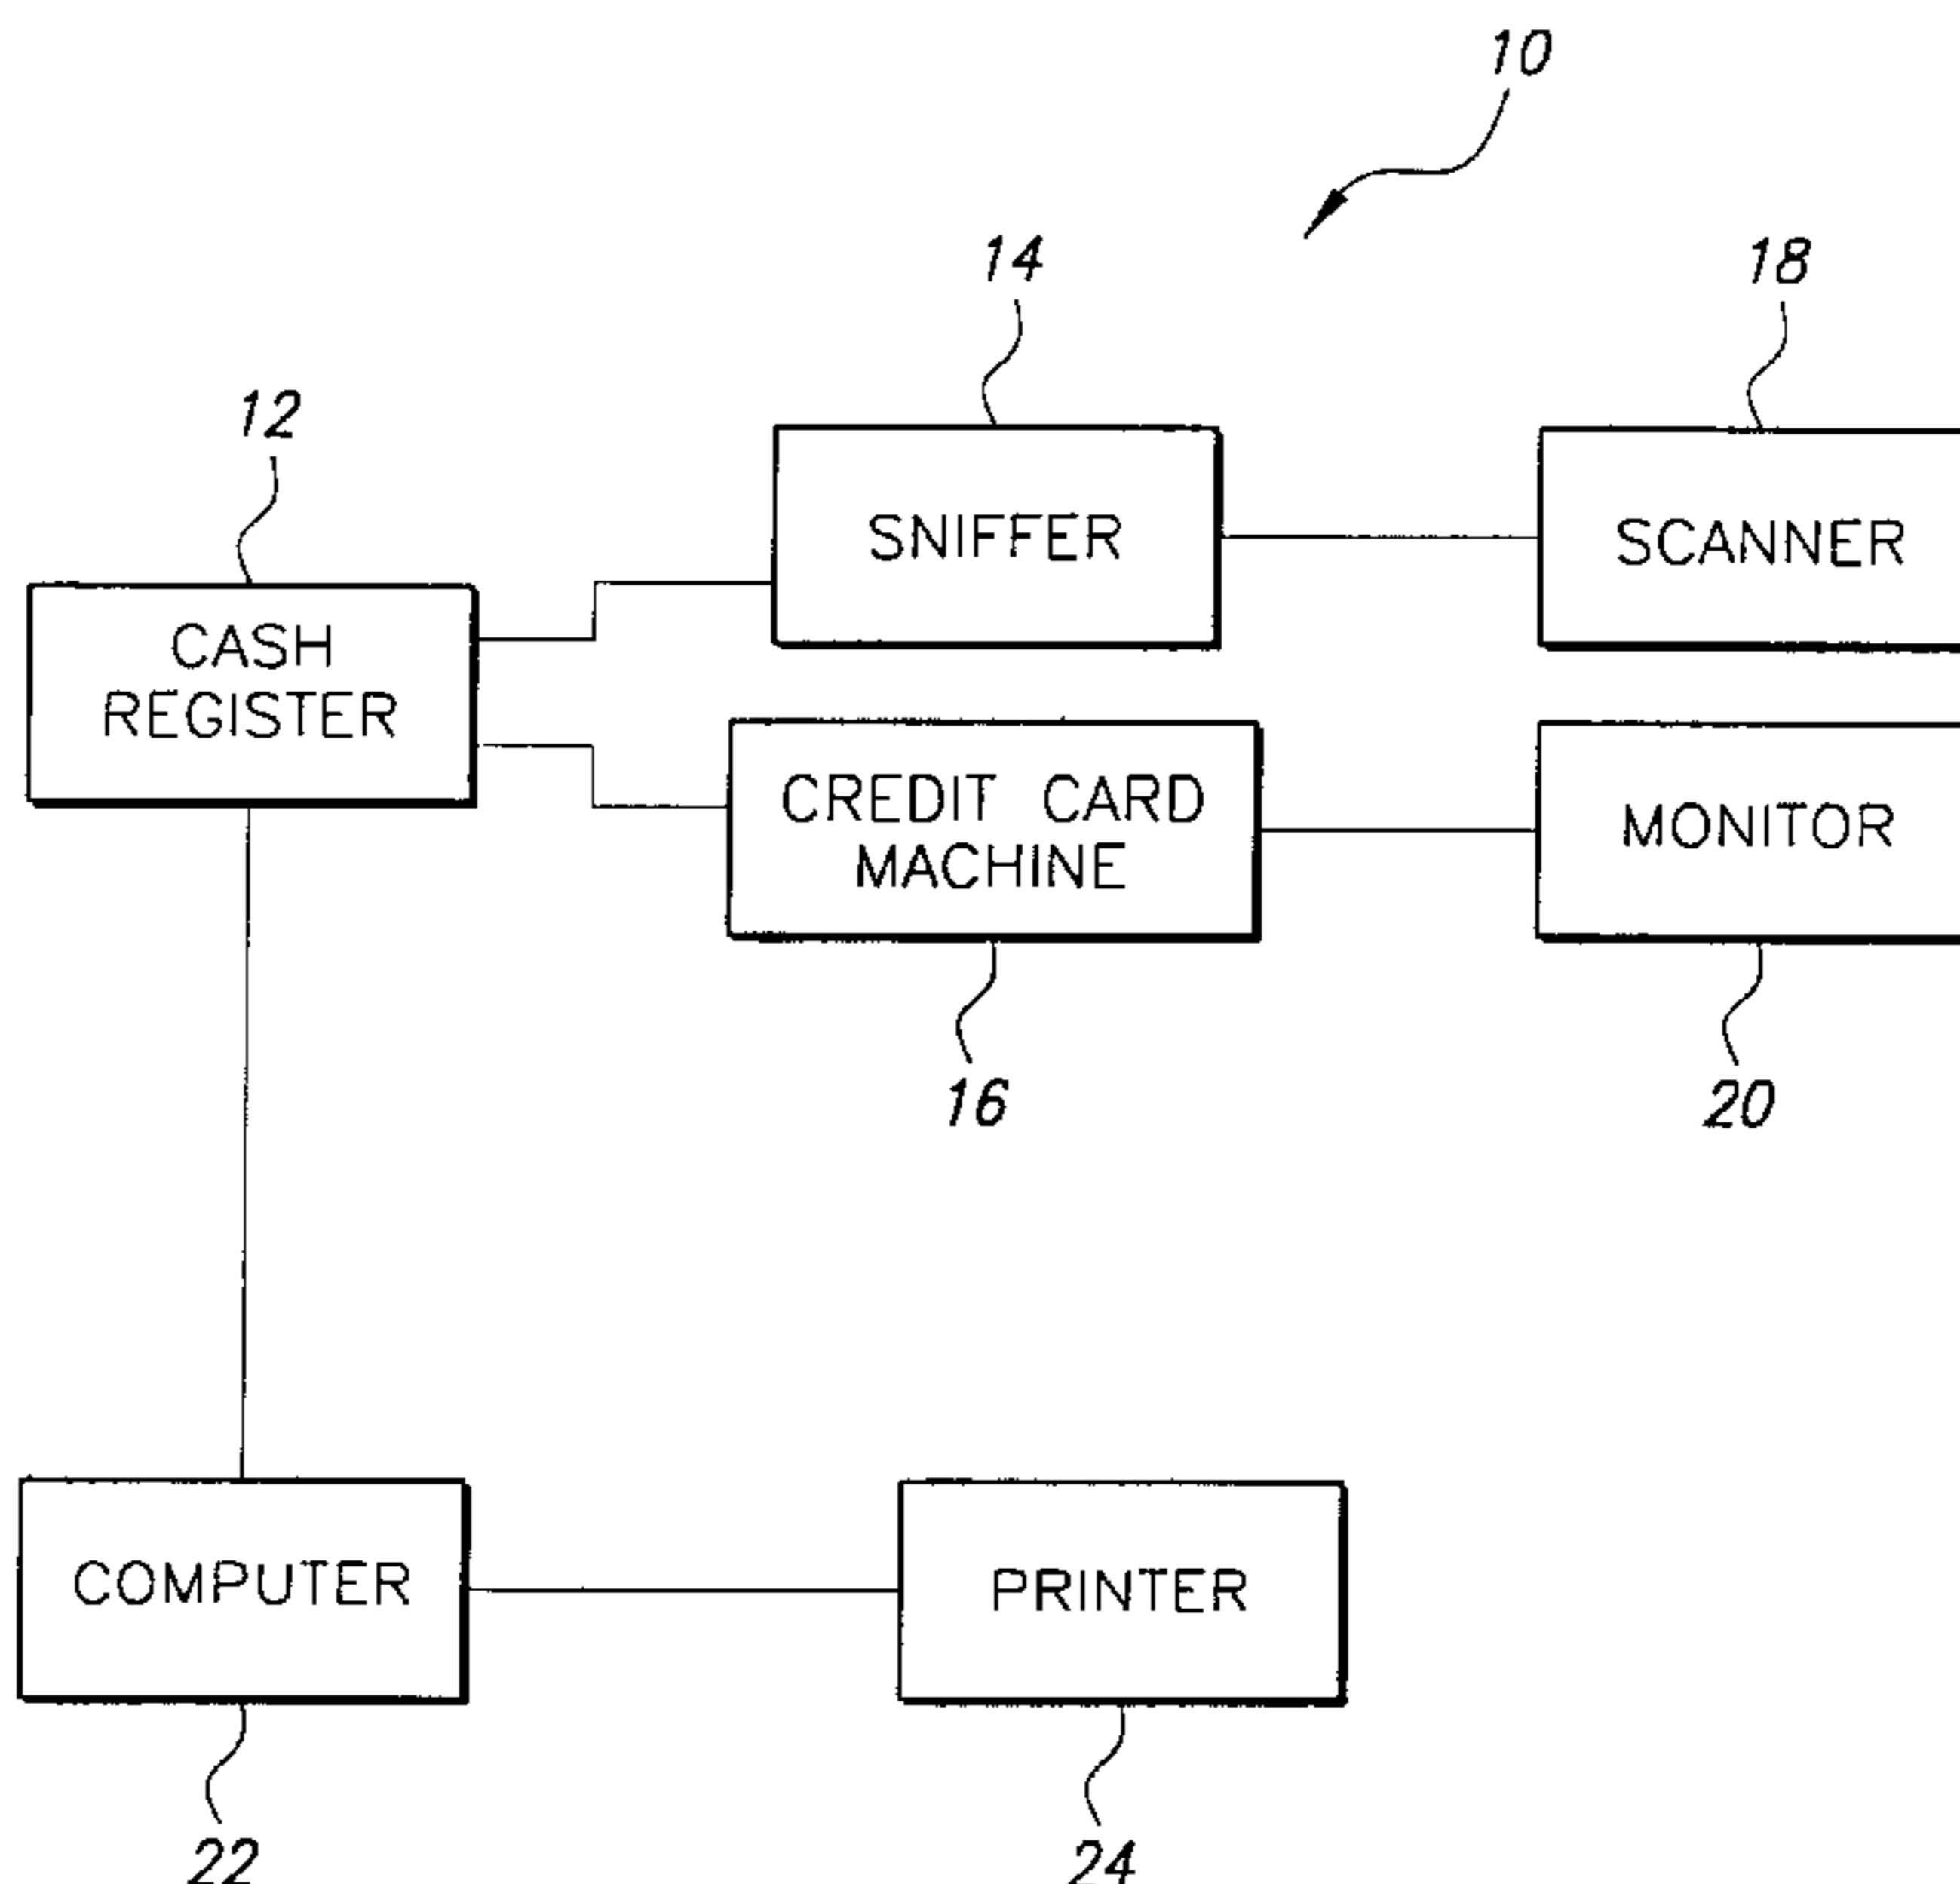 10
14
18
12
SNIFFER
SCANNER
CASH
REGISTER
CREDIT CARD
MACHINE
MONITOR
16
20
COMPUTER
PRINTER
22
24